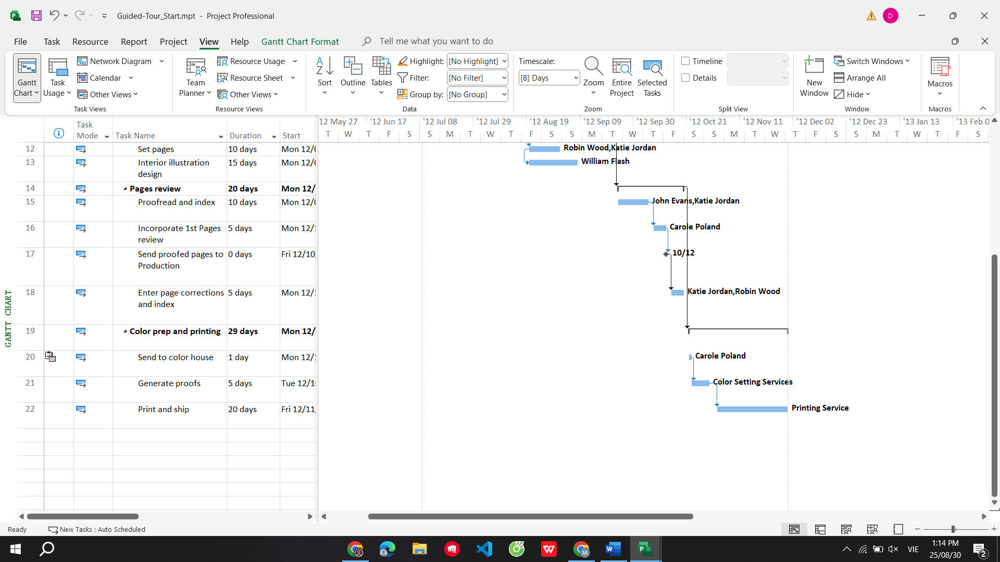 Guided-Tour_Start.mpt - Project Professional
D
File Task Resource Report Project View Help Gantt Chart Format Tell me what you want to do
Gantt Chart
Task Usage
Network Diagram
Calendar
Other Views
Task Views
Team Planner
Resource Usage
Resource Sheet
Other Views
Resource Views
Sort
Outline
Tables
Highlight: [No Highlight]
Filter: [No Filter]
Group by: [No Group]
Data
Timescale:
[8] Days
Zoom
Entire Project
Selected Tasks
Zoom
Timeline
Details
Split View
New Window
Switch Windows
Arrange All
Hide
Window
Macros
Macros
Task Mode Task Name Duration Start
'12 Jun 17 '12 Jul 08 '12 Jul 29 '12 Aug 19 '12 Sep 09 '12 Sep 30 '12 Oct 21 '12 Nov 11 '12 Dec 02 '12 Dec 23 '13 Jan 13
12 May 27
T W T F S S M T W T F S S M T W T F S S M T W T F S S M T W T F S
12 Set pages 10 days Mon 12/0
Robin Wood,Katie Jordan
13 Interior illustration design 15 days Mon 12/0
William Flash
14 Pages review 20 days Mon 12/
15 Proofread and index 10 days Mon 12/0
John Evans,Katie Jordan
16 Incorporate 1st Pages review 5 days Mon 12/1
Carole Poland
17 Send proofed pages to Production 0 days Fri 12/10/
10/12
18 Enter page corrections and index 5 days Mon 12/1
Katie Jordan,Robin Wood
19 Color prep and printing 29 days Mon 12/
20 Send to color house 1 day Mon 12/1
Carole Poland
21 Generate proofs 5 days Tue 12/1
Color Setting Services
22 Print and ship 20 days Fri 12/11/
Printing Service
GANTT CHART
Ready New Tasks : Auto Scheduled
VIE
1:14 PM
25/08/30
2